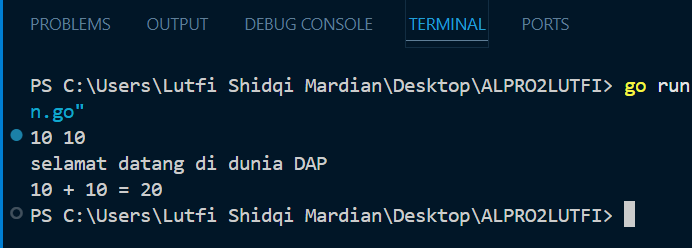 PROBLEMS OUTPUT DEBUG CONSOLE TERMINAL PORTS
PS C:\Users\Lutfi Shidqi Mardian\Desktop\ALPRO2LUTFI> go run
n.go"
10 10
selamat datang di dunia DAP
10 + 10 = 20
PS C:\Users\Lutfi Shidqi Mardian\Desktop\ALPRO2LUTFI>